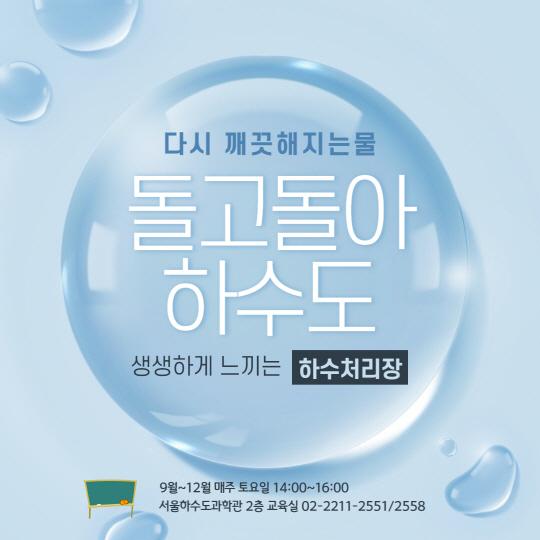 다시 깨끗해지는물
돌고돌아
하수도
생생하게 느끼는 하수처리장
9월~12월 매주 토요일 14:00~16:00
서울하수도과학관 2층 교육실 02-2211-2551/2558